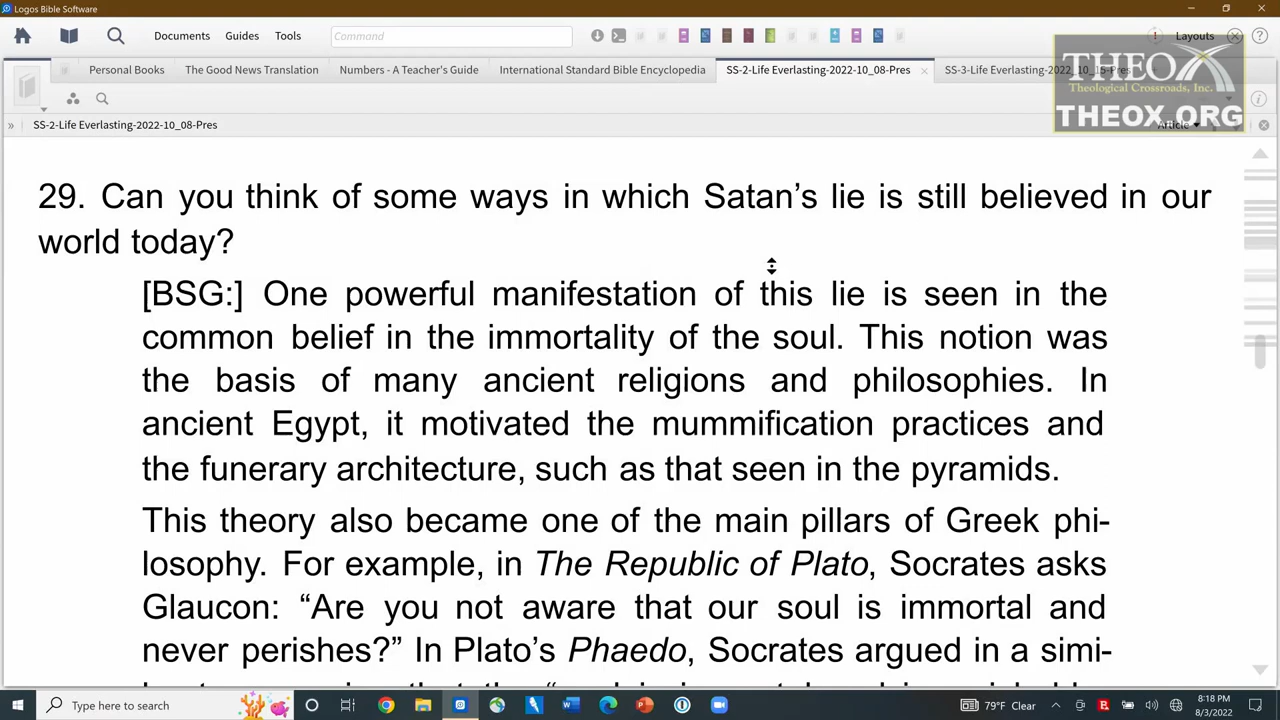 Logos Bible Software
Documents Guides Tools Command Layouts
THEOX
Theological Crossroads, Inc.
THEOX.ORG
Personal Books The Good News Translation Guide International Standard Bible Encyclopedia SS-2-Life Everlasting-2022-10_08-Pres SS-3-Life Everlasting-2022-10_15-Pres
SS-2-Life Everlasting-2022-10_08-Pres Article
29. Can you think of some ways in which Satan’s lie is still believed in our
world today?
[BSG:] One powerful manifestation of this lie is seen in the
common belief in the immortality of the soul. This notion was
the basis of many ancient religions and philosophies. In
ancient Egypt, it motivated the mummification practices and
the funerary architecture, such as that seen in the pyramids.
This theory also became one of the main pillars of Greek phi-
losophy. For example, in The Republic of Plato, Socrates asks
Glaucon: “Are you not aware that our soul is immortal and
never perishes?” In Plato’s Phaedo, Socrates argued in a simi-
Type here to search
79°F Clear
8:18 PM
8/3/2022